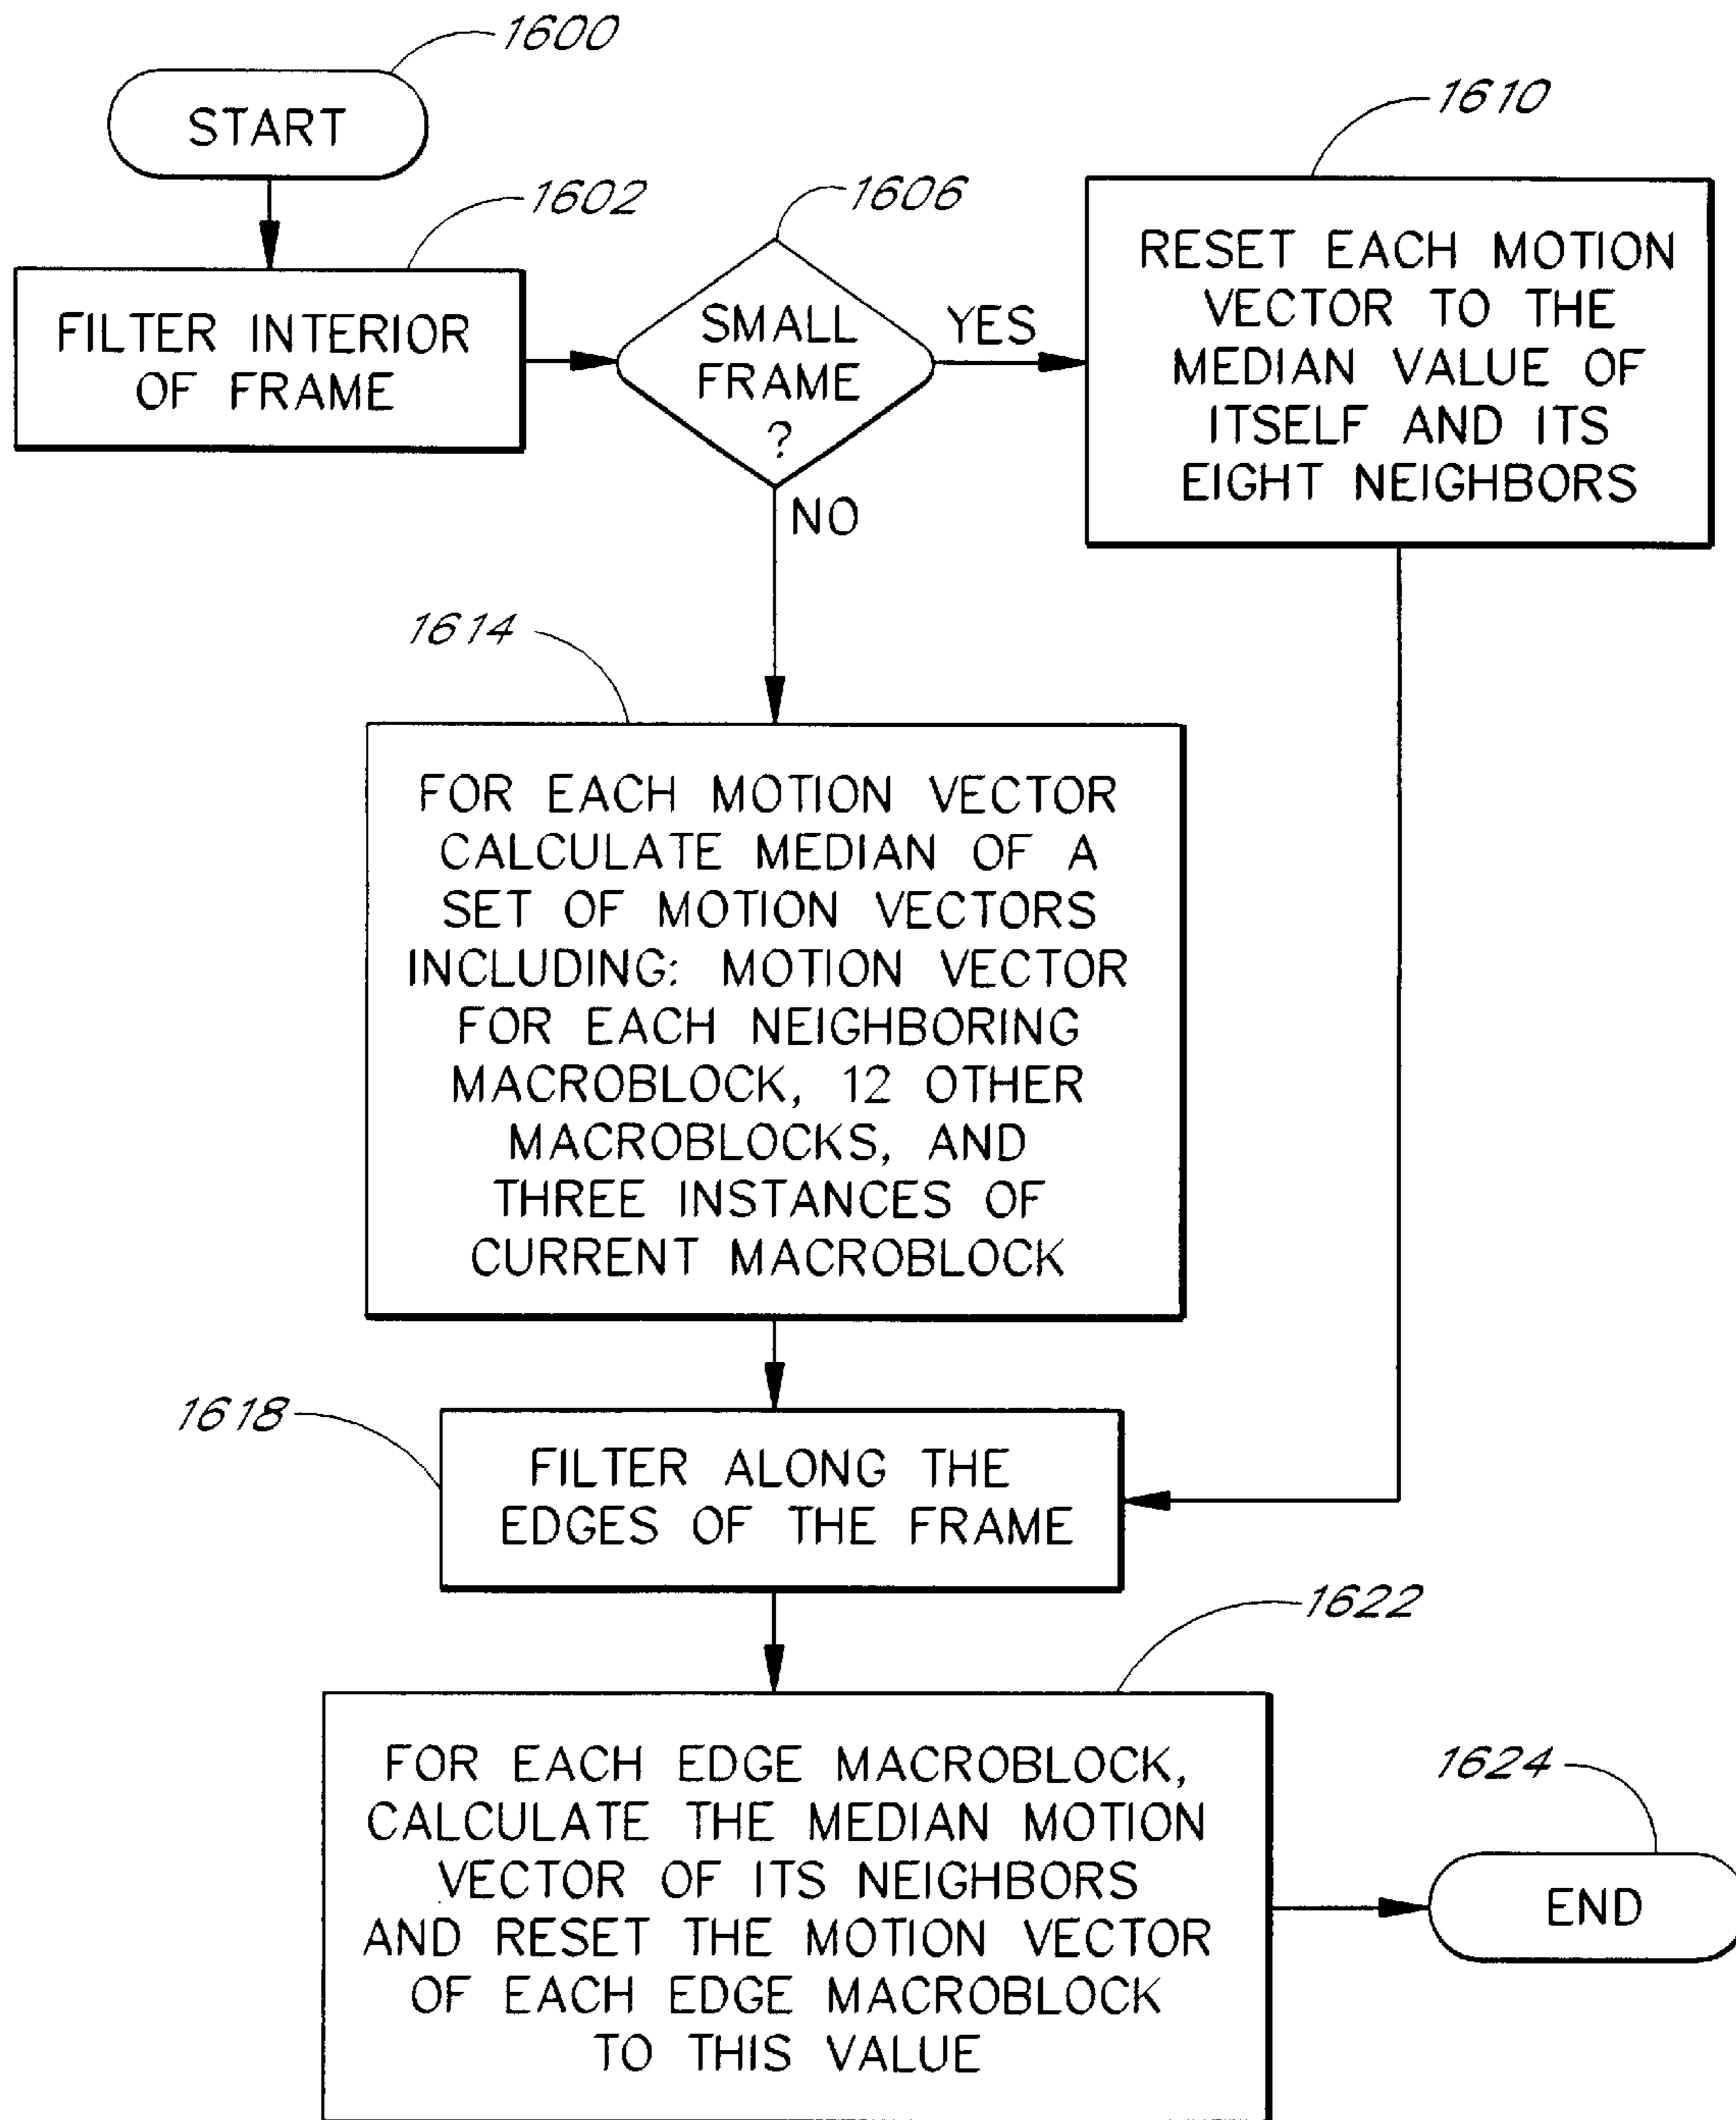 1600
START
1602
FILTER INTERIOR
OF FRAME
1606
SMALL
FRAME
?
YES
NO
1610
RESET EACH MOTION
VECTOR TO THE
MEDIAN VALUE OF
ITSELF AND ITS
EIGHT NEIGHBORS
1614
FOR EACH MOTION VECTOR
CALCULATE MEDIAN OF A
SET OF MOTION VECTORS
INCLUDING: MOTION VECTOR
FOR EACH NEIGHBORING
MACROBLOCK, 12 OTHER
MACROBLOCKS, AND
THREE INSTANCES OF
CURRENT MACROBLOCK
1618
FILTER ALONG THE
EDGES OF THE FRAME
1622
FOR EACH EDGE MACROBLOCK,
CALCULATE THE MEDIAN MOTION
VECTOR OF ITS NEIGHBORS
AND RESET THE MOTION VECTOR
OF EACH EDGE MACROBLOCK
TO THIS VALUE
1624
END